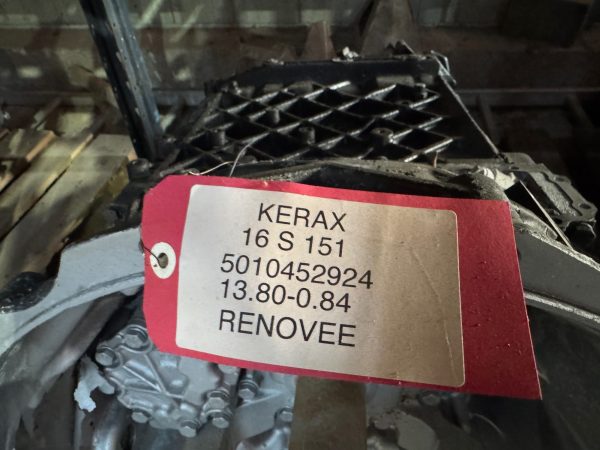 KERAX
16 S 151
5010452924
13.80-0.84
RENOVEE